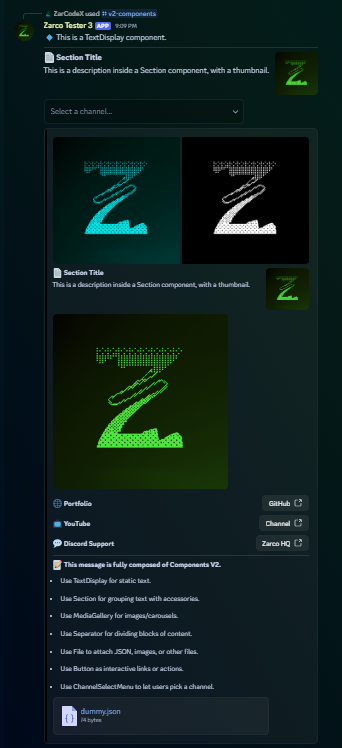 ZarCodeX used # v2-components
Zarco Tester 3 APP 9:09 PM
This is a TextDisplay component.
Section Title
This is a description inside a Section component, with a thumbnail.
Select a channel...
Section Title
This is a description inside a Section component, with a thumbnail.
Portfolio GitHub
YouTube Channel
Discord Support Zarco HQ
This message is fully composed of Components V2.
• Use TextDisplay for static text.
• Use Section for grouping text with accessories.
• Use MediaGallery for images/carousels.
• Use Separator for dividing blocks of content.
• Use File to attach JSON, images, or other files.
• Use Button as interactive links or actions.
• Use ChannelSelectMenu to let users pick a channel.
dummy.json
74 bytes